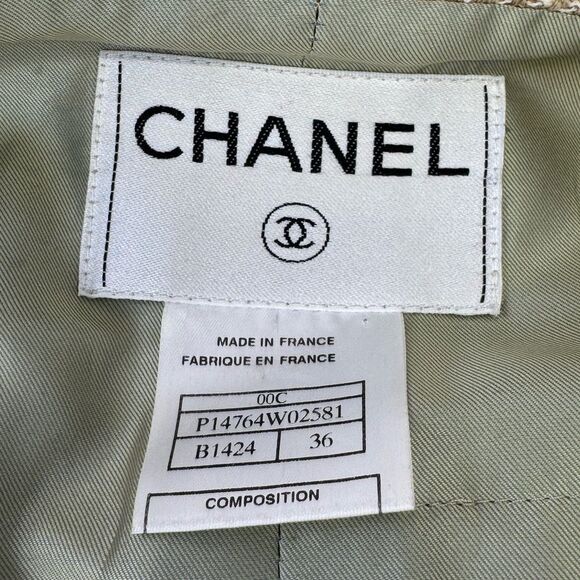 CHANEL
MADE IN FRANCE
FABRIQUE EN FRANCE
00C
P14764W02581
B1424 36
COMPOSITION